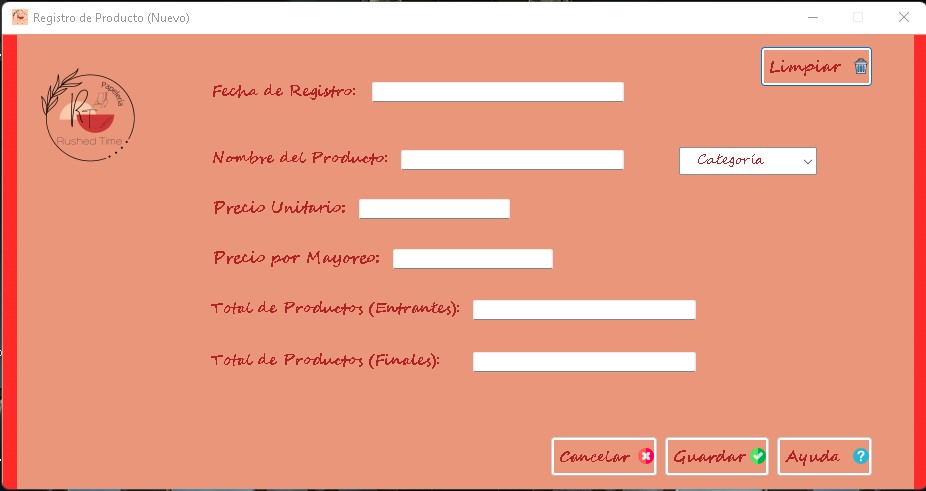 Registro de Producto (Nuevo)
Limpiar
Papelería
RT
Rushed Time
Fecha de Registro:
Nombre del Producto:
Categoría
Precio Unitario:
Precio por Mayoreo:
Total de Productos (Entrantes):
Total de Productos (Finales):
Cancelar
Guardar
Ayuda ?